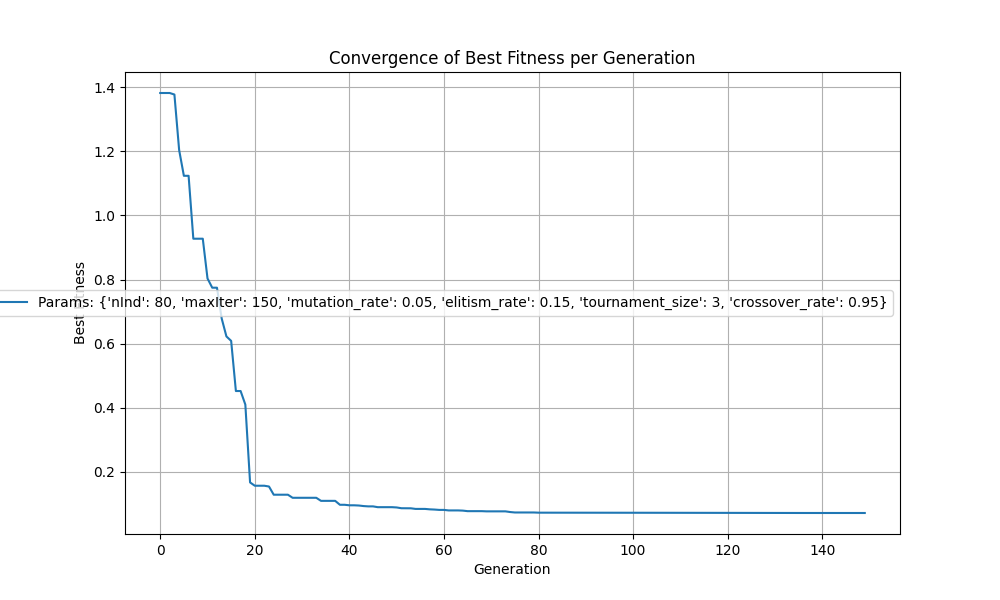 Convergence of Best Fitness per Generation
1.4
1.2
1.0
0.8
Best ness
Params: {'nInd': 80, 'maxIter': 150, 'mutation_rate': 0.05, 'elitism_rate': 0.15, 'tournament_size': 3, 'crossover_rate': 0.95}
0.6
0.4
0.2
0 20 40 60 80 100 120 140
Generation